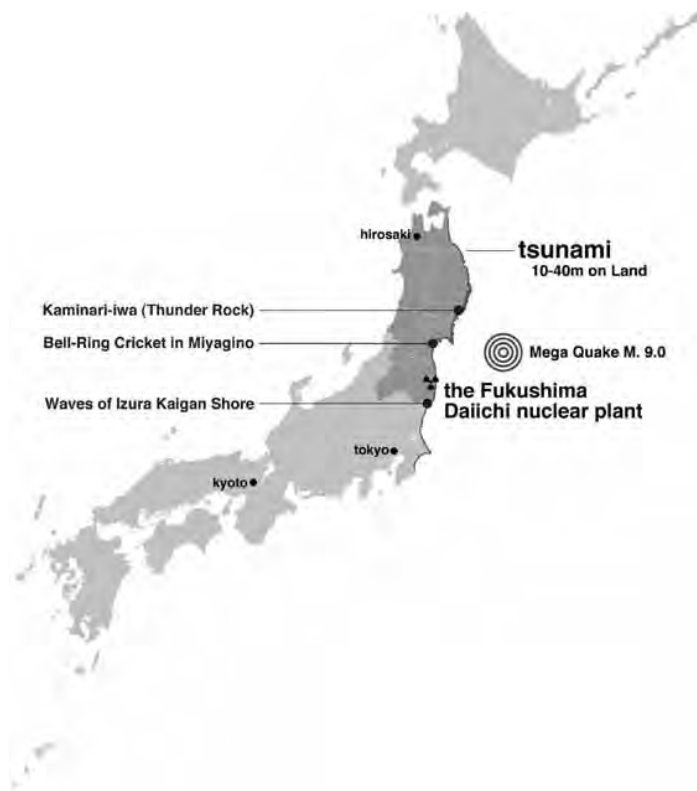 hirosaki
tsunami
10-40m on Land
Kaminari-iwa (Thunder Rock)
Bell-Ring Cricket in Miyagino
Mega Quake M. 9.0
the Fukushima
Daiichi nuclear plant
Waves of Izura Kaigan Shore
tokyo
kyoto